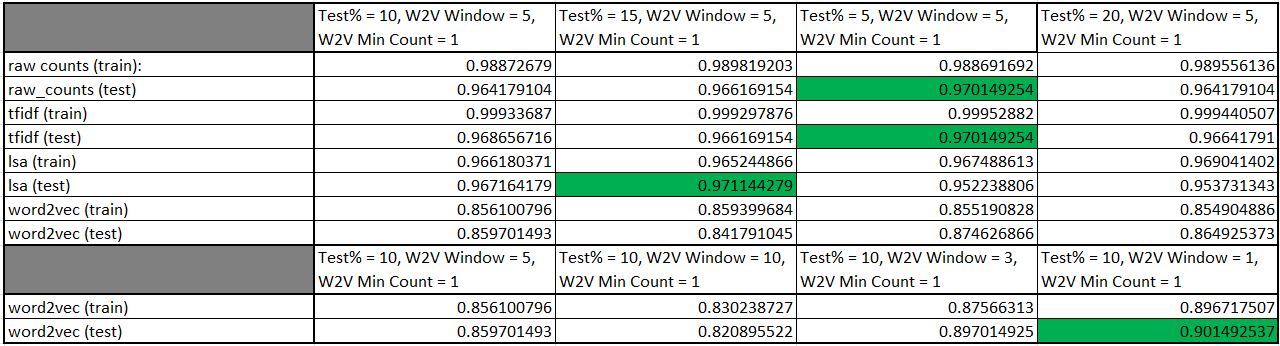 Test% = 10, W2V Window = 5, W2V Min Count = 1 Test% = 15, W2V Window = 5, W2V Min Count = 1 Test% = 5, W2V Window = 5, W2V Min Count = 1 Test% = 20, W2V Window = 5, W2V Min Count = 1
raw counts (train): 0.98872679 0.989819203 0.988691692 0.989556136
raw_counts (test) 0.964179104 0.966169154 0.970149254 0.964179104
tfidf (train) 0.99933687 0.999297876 0.99952882 0.999440507
tfidf (test) 0.968656716 0.966169154 0.970149254 0.96641791
lsa (train) 0.966180371 0.965244866 0.967488613 0.969041402
lsa (test) 0.967164179 0.971144279 0.952238806 0.953731343
word2vec (train) 0.856100796 0.859399684 0.855190828 0.854904886
word2vec (test) 0.859701493 0.841791045 0.874626866 0.864925373
Test% = 10, W2V Window = 5, W2V Min Count = 1 Test% = 10, W2V Window = 10, W2V Min Count = 1 Test% = 10, W2V Window = 3, W2V Min Count = 1 Test% = 10, W2V Window = 1, W2V Min Count = 1
word2vec (train) 0.856100796 0.830238727 0.87566313 0.896717507
word2vec (test) 0.859701493 0.820895522 0.897014925 0.901492537